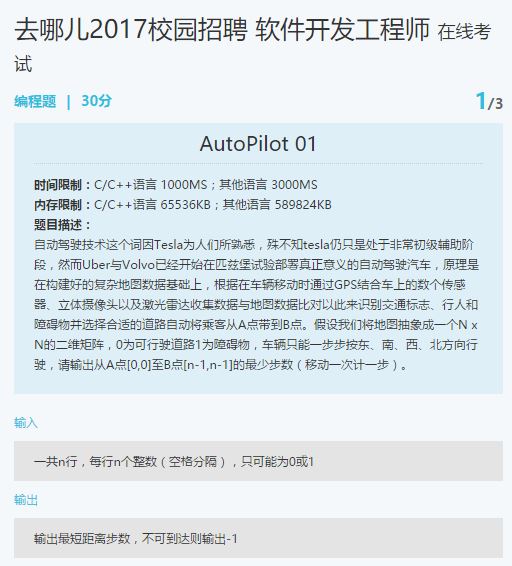 去哪儿2017校园招聘 软件开发工程师 在线考
试
编程题 | 30分
1/3
AutoPilot 01
时间限制：C/C++语言 1000MS；其他语言 3000MS
内存限制：C/C++语言 65536KB；其他语言 589824KB
题目描述：
自动驾驶技术这个词因Tesla为人们所熟悉，殊不知tesla仍只是处于非常初级辅助阶
段，然而Uber与Volvo已经开始在匹兹堡试验部署真正意义的自动驾驶汽车，原理是
在构建好的复杂地图数据基础上，根据在车辆移动时通过GPS结合车上的数个传感
器、立体摄像头以及激光雷达收集数据与地图数据比对以此来识别交通标志、行人和
障碍物并选择合适的道路自动将乘客从A点带到B点。假设我们将地图抽象成一个N x
N的二维矩阵，0为可行驶道路1为障碍物，车辆只能一步步按东、南、西、北方向行
驶，请输出从A点[0,0]至B点[n-1,n-1]的最少步数（移动一次计一步）。
输入
一共n行，每行n个整数（空格分隔），只可能为0或1
输出
输出最短距离步数，不可到达则输出-1